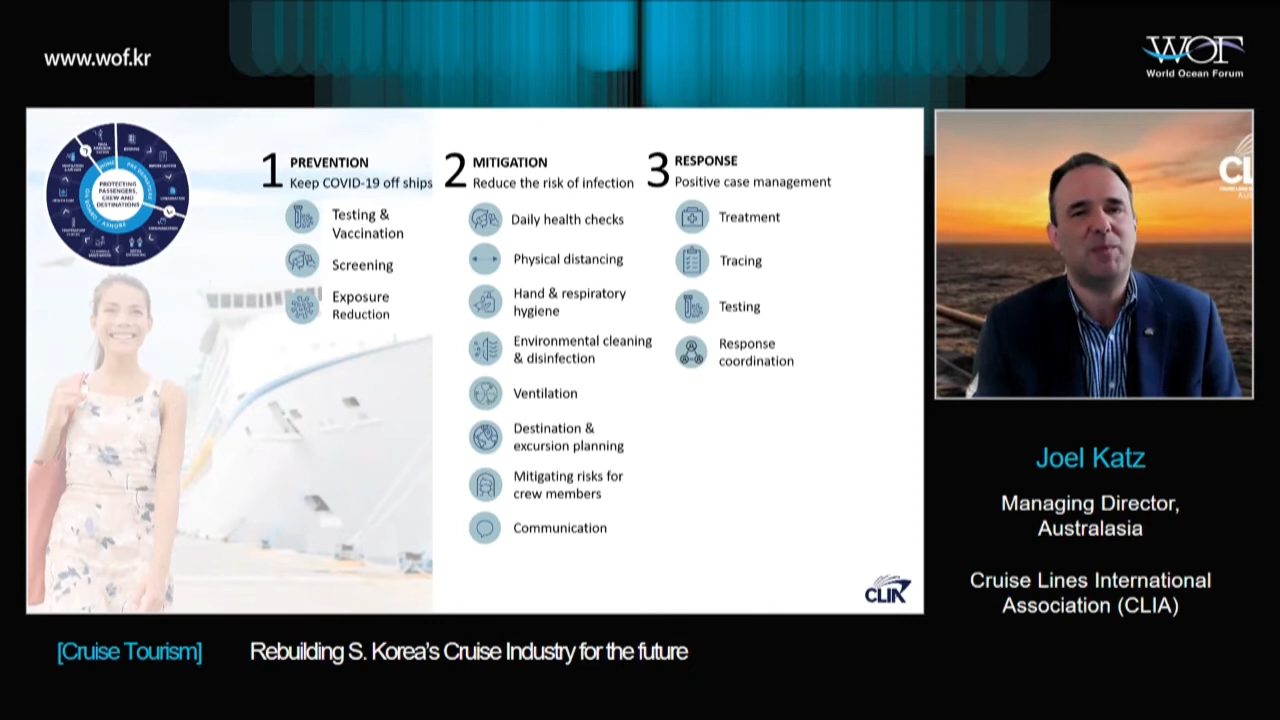 www.wof.kr
WOF
World Ocean Forum
PROTECTING
PASSENGERS,
CREW AND
DESTINATIONS
1 PREVENTION
Keep COVID-19 off ships
Testing &
Vaccination
Screening
Exposure
Reduction
2 MITIGATION
Reduce the risk of infection
Daily health checks
Physical distancing
Hand & respiratory
hygiene
Environmental cleaning
& disinfection
Ventilation
Destination &
excursion planning
Mitigating risks for
crew members
Communication
3 RESPONSE
Positive case management
Treatment
Tracing
Testing
Response
coordination
CLIA
CL
Joel Katz
Managing Director,
Australasia
Cruise Lines International
Association (CLIA)
[Cruise Tourism] Rebuilding S. Korea's Cruise Industry for the future